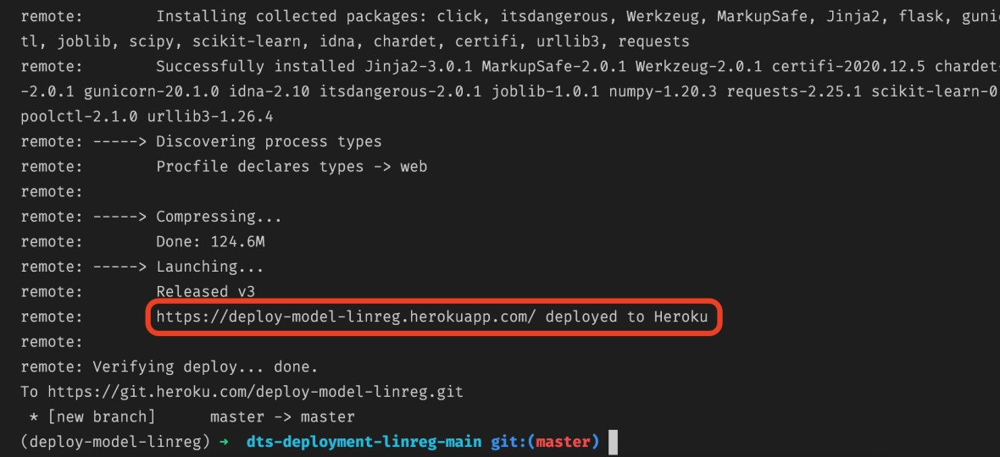 remote:        Installing collected packages: click, itsdangerous, Werkzeug, MarkupSafe, Jinja2, flask, guni
tl, joblib, scipy, scikit-learn, idna, chardet, certifi, urllib3, requests
remote:        Successfully installed Jinja2-3.0.1 MarkupSafe-2.0.1 Werkzeug-2.0.1 certifi-2020.12.5 chardet-
-2.0.1 gunicorn-20.1.0 idna-2.10 itsdangerous-2.0.1 joblib-1.0.1 numpy-1.20.3 requests-2.25.1 scikit-learn-0
poolctl-2.1.0 urllib3-1.26.4
remote: -----> Discovering process types
remote:        Procfile declares types -> web
remote:
remote: -----> Compressing...
remote:        Done: 124.6M
remote: -----> Launching...
remote:        Released v3
remote:        https://deploy-model-linreg.herokuapp.com/ deployed to Heroku
remote:
remote: Verifying deploy... done.
To https://git.heroku.com/deploy-model-linreg.git
 * [new branch]      master -> master
(deploy-model-linreg) ➜  dts-deployment-linreg-main git:(master)